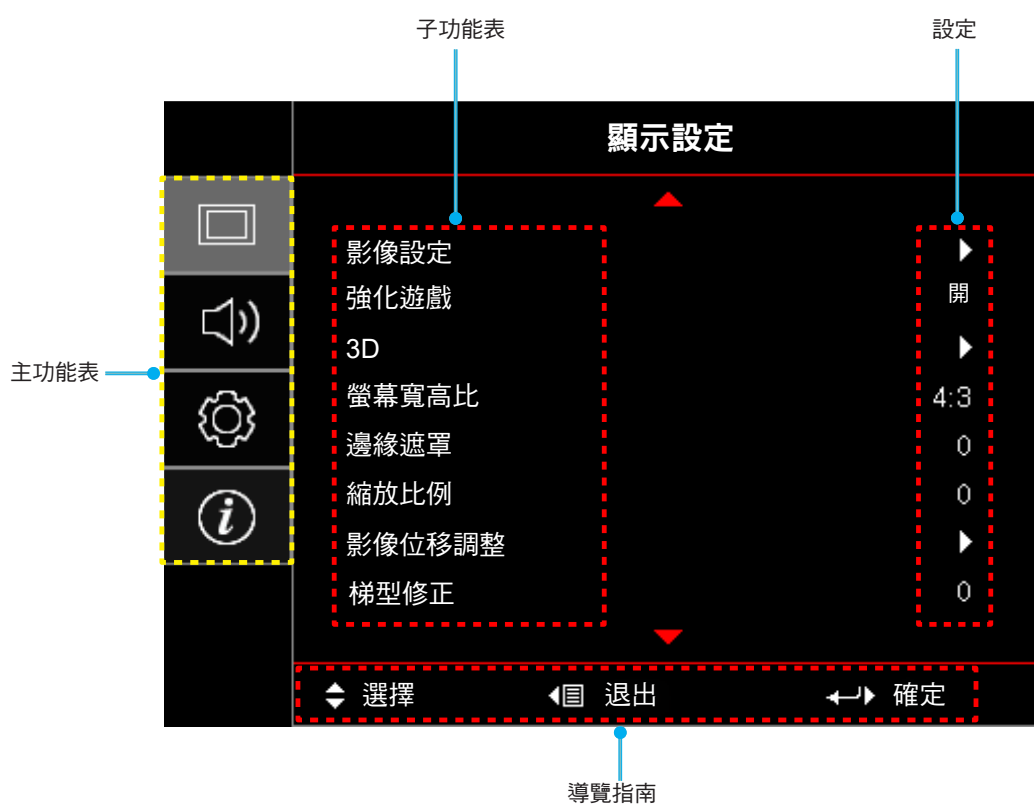 子功能表
設定
顯示設定
主功能表
影像設定
強化遊戲 開
3D
螢幕寬高比 4:3
邊緣遮罩 0
縮放比例 0
影像位移調整
梯型修正 0
選擇 退出 確定
導覽指南